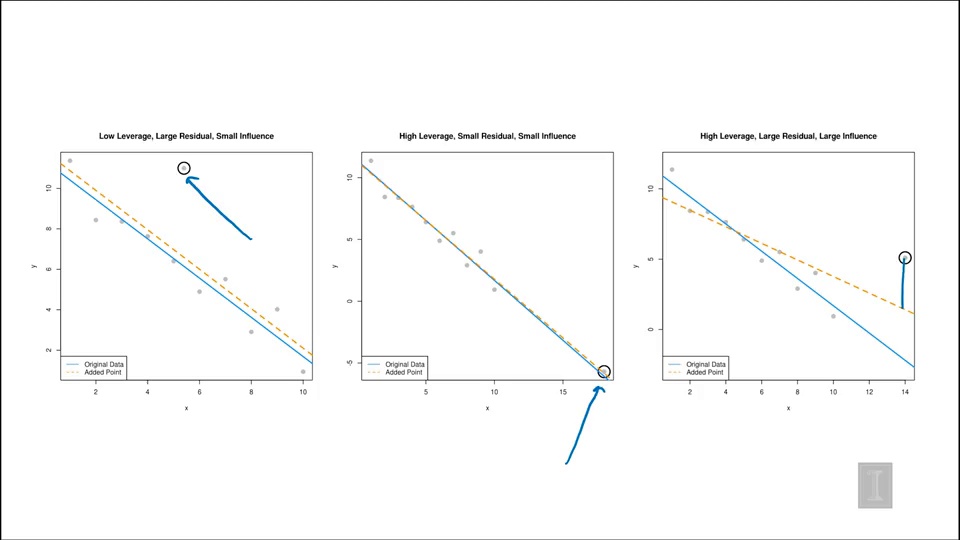 Low Leverage, Large Residual, Small Influence
y
10
8
6
4
2
Original Data
Added Point
2 4 6 8 10
x
High Leverage, Small Residual, Small Influence
y
10
5
0
-5
Original Data
Added Point
5 10 15
x
High Leverage, Large Residual, Large Influence
y
10
5
0
Original Data
Added Point
2 4 6 8 10 12 14
x
I